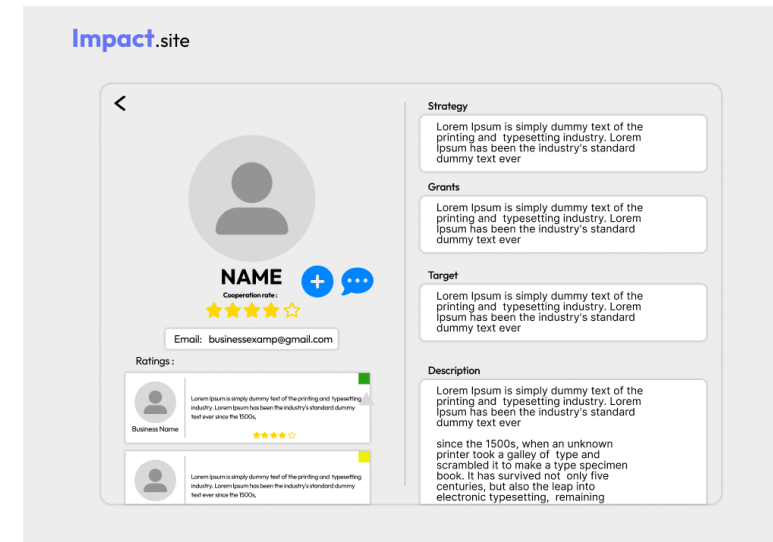 Impact.site
NAME
Cooperation rate :
Email: businessexamp@gmail.com
Ratings :
Lorem Ipsum is simply dummy text of the printing and typesetting
industry. Lorem Ipsum has been the industry's standard dummy
text ever since the 1500s,
Business Name
Lorem Ipsum is simply dummy text of the printing and typesetting
industry. Lorem Ipsum has been the industry's standard dummy
text ever since the 1500s,
Strategy
Lorem Ipsum is simply dummy text of the
printing and typesetting industry. Lorem
Ipsum has been the industry's standard
dummy text ever
Grants
Lorem Ipsum is simply dummy text of the
printing and typesetting industry. Lorem
Ipsum has been the industry's standard
dummy text ever
Target
Lorem Ipsum is simply dummy text of the
printing and typesetting industry. Lorem
Ipsum has been the industry's standard
dummy text ever
Description
Lorem Ipsum is simply dummy text of the
printing and typesetting industry. Lorem
Ipsum has been the industry's standard
dummy text ever
since the 1500s, when an unknown
printer took a galley of type and
scrambled it to make a type specimen
book. It has survived not only five
centuries, but also the leap into
electronic typesetting, remaining